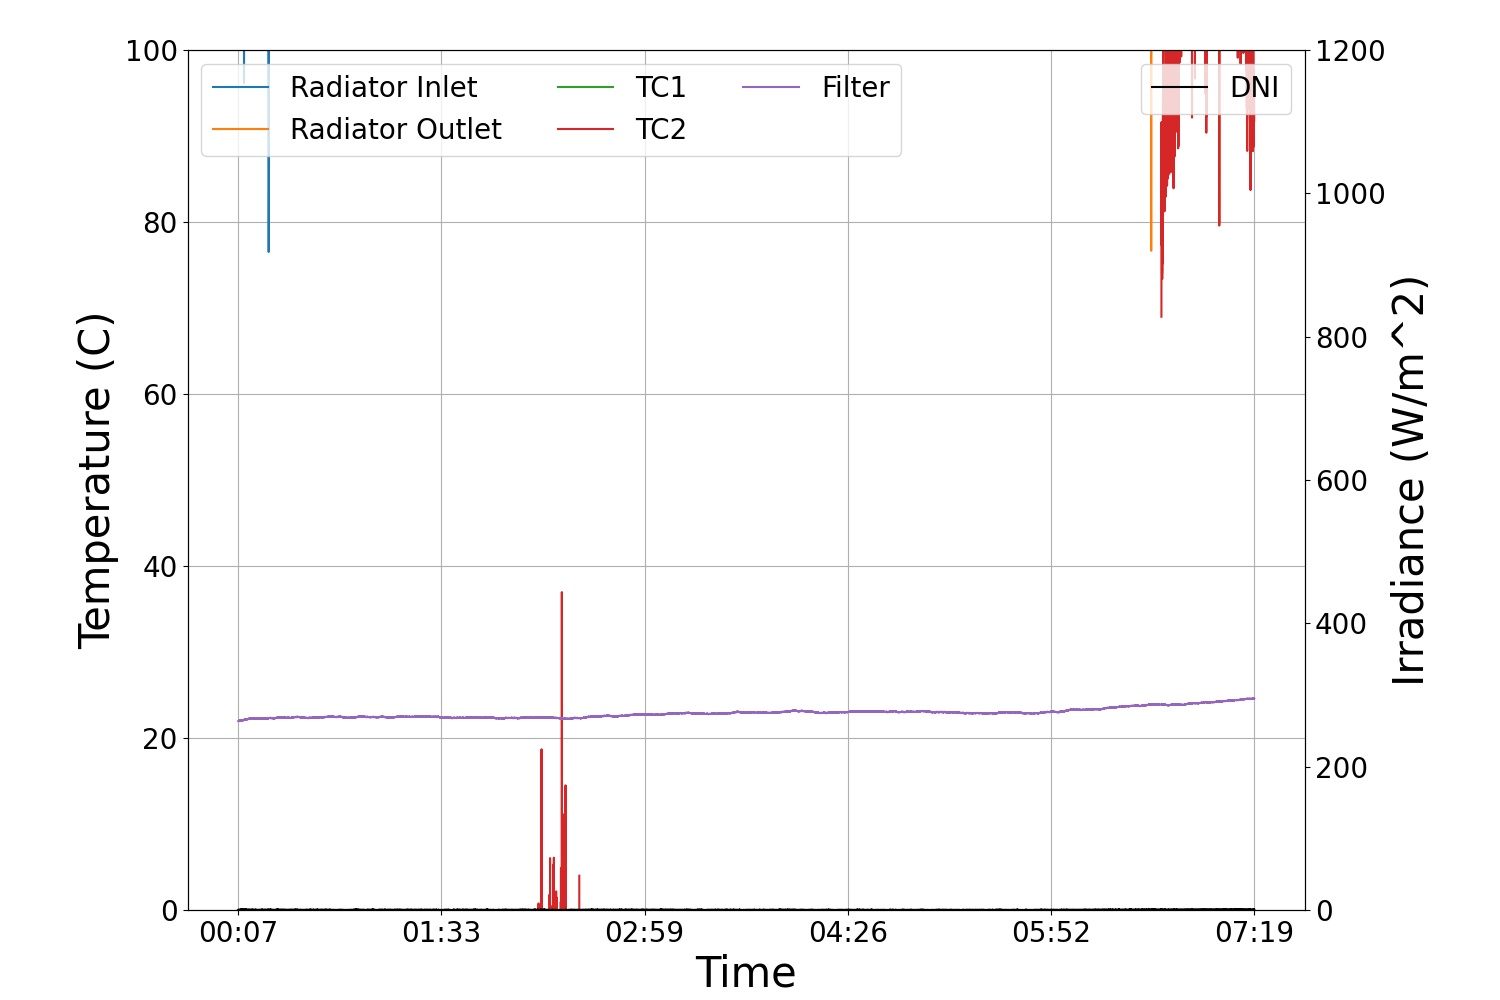 100
80
60
40
20
0
Temperature (C)
Radiator Inlet
Radiator Outlet
TC1
TC2
Filter
DNI
1200
1000
800
600
400
200
0
Irradiance (W/m^2)
00:07 01:33 02:59 04:26 05:52 07:19
Time